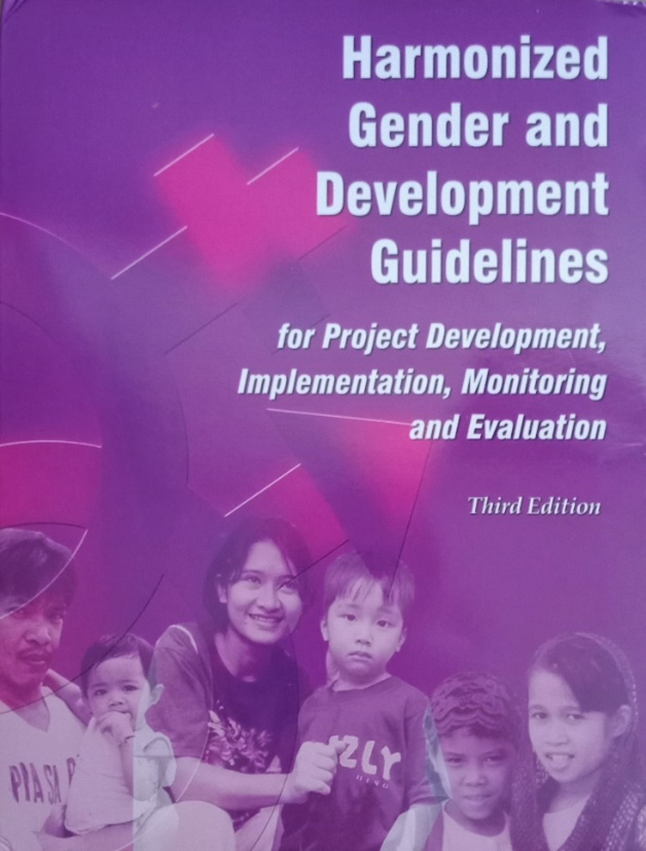 Harmonized
Gender and
Development
Guidelines
for Project Development,
Implementation, Monitoring
and Evaluation
Third Edition